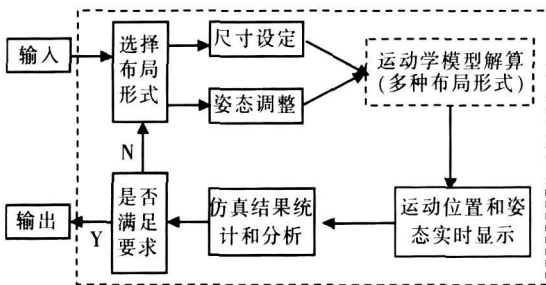 输入
选择
布局
形式
尺寸设定
姿态调整
运动学模型解算
(多种布局形式)
N
输出
Y
是否
满足
要求
仿真结果统
计和分析
运动位置和姿
态实时显示